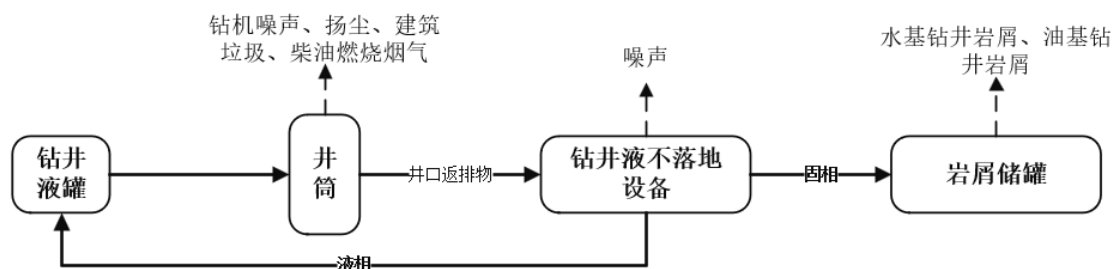 钻机噪声、扬尘、建筑
垃圾、柴油燃烧烟气
噪声
水基钻井岩屑、油基钻
井岩屑
钻井
液罐
井
筒
井口返排物
钻井液不落地
设备
固相
岩屑储罐
液相